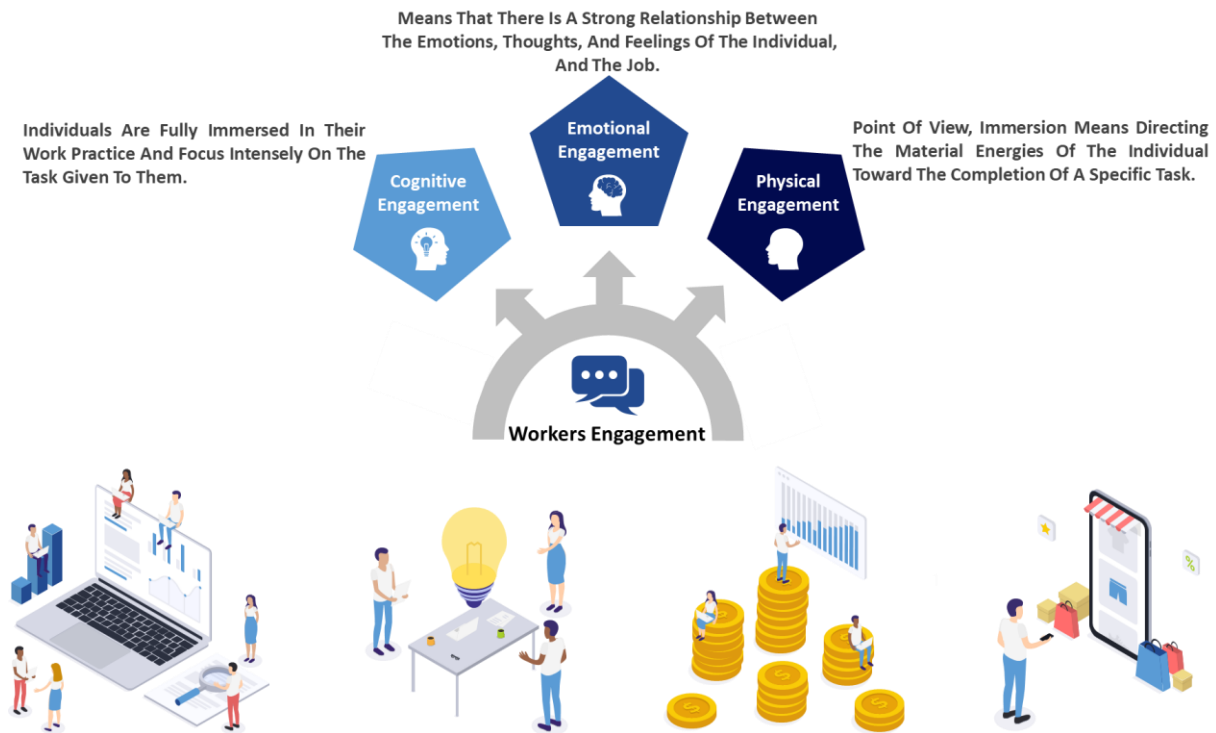 Means That There Is A Strong Relationship Between
The Emotions, Thoughts, And Feelings Of The Individual,
And The Job.
Individuals Are Fully Immersed In Their
Work Practice And Focus Intensely On The
Task Given To Them.
Cognitive
Engagement
Emotional
Engagement
Physical
Engagement
Point Of View, Immersion Means Directing
The Material Energies Of The Individual
Toward The Completion Of A Specific Task.
Workers Engagement
$
$
$
$
$
$
%